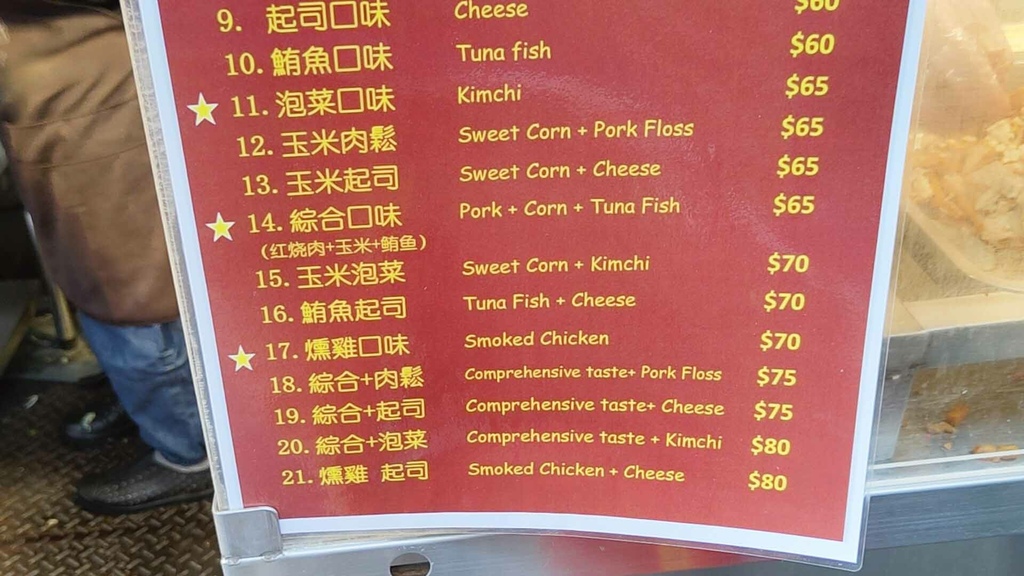 9. 起司口味 Cheese $60
10. 鮪魚口味 Tuna fish $60
11. 泡菜口味 Kimchi $65
12. 玉米肉鬆 Sweet Corn + Pork Floss $65
13. 玉米起司 Sweet Corn + Cheese $65
14. 綜合口味 Pork + Corn + Tuna Fish $65
(红烧肉+玉米+鲔鱼)
15. 玉米泡菜 Sweet Corn + Kimchi $70
16. 鮪魚起司 Tuna Fish + Cheese $70
17. 燻雞口味 Smoked Chicken $70
18. 綜合+肉鬆 Comprehensive taste+ Pork Floss $75
19. 綜合+起司 Comprehensive taste+ Cheese $75
20. 綜合+泡菜 Comprehensive taste + Kimchi $80
21. 燻雞 起司 Smoked Chicken + Cheese $80